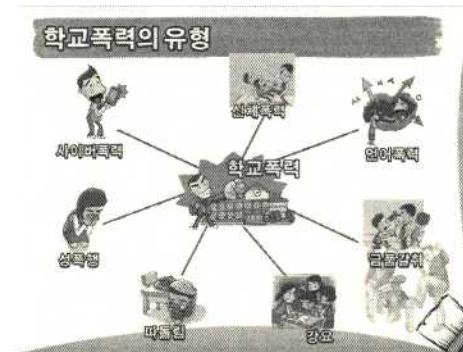 학교폭력의 유형
신체폭력
사이버폭력
언어폭력
학교폭력
성폭행
금품갈취
따돌림
강요